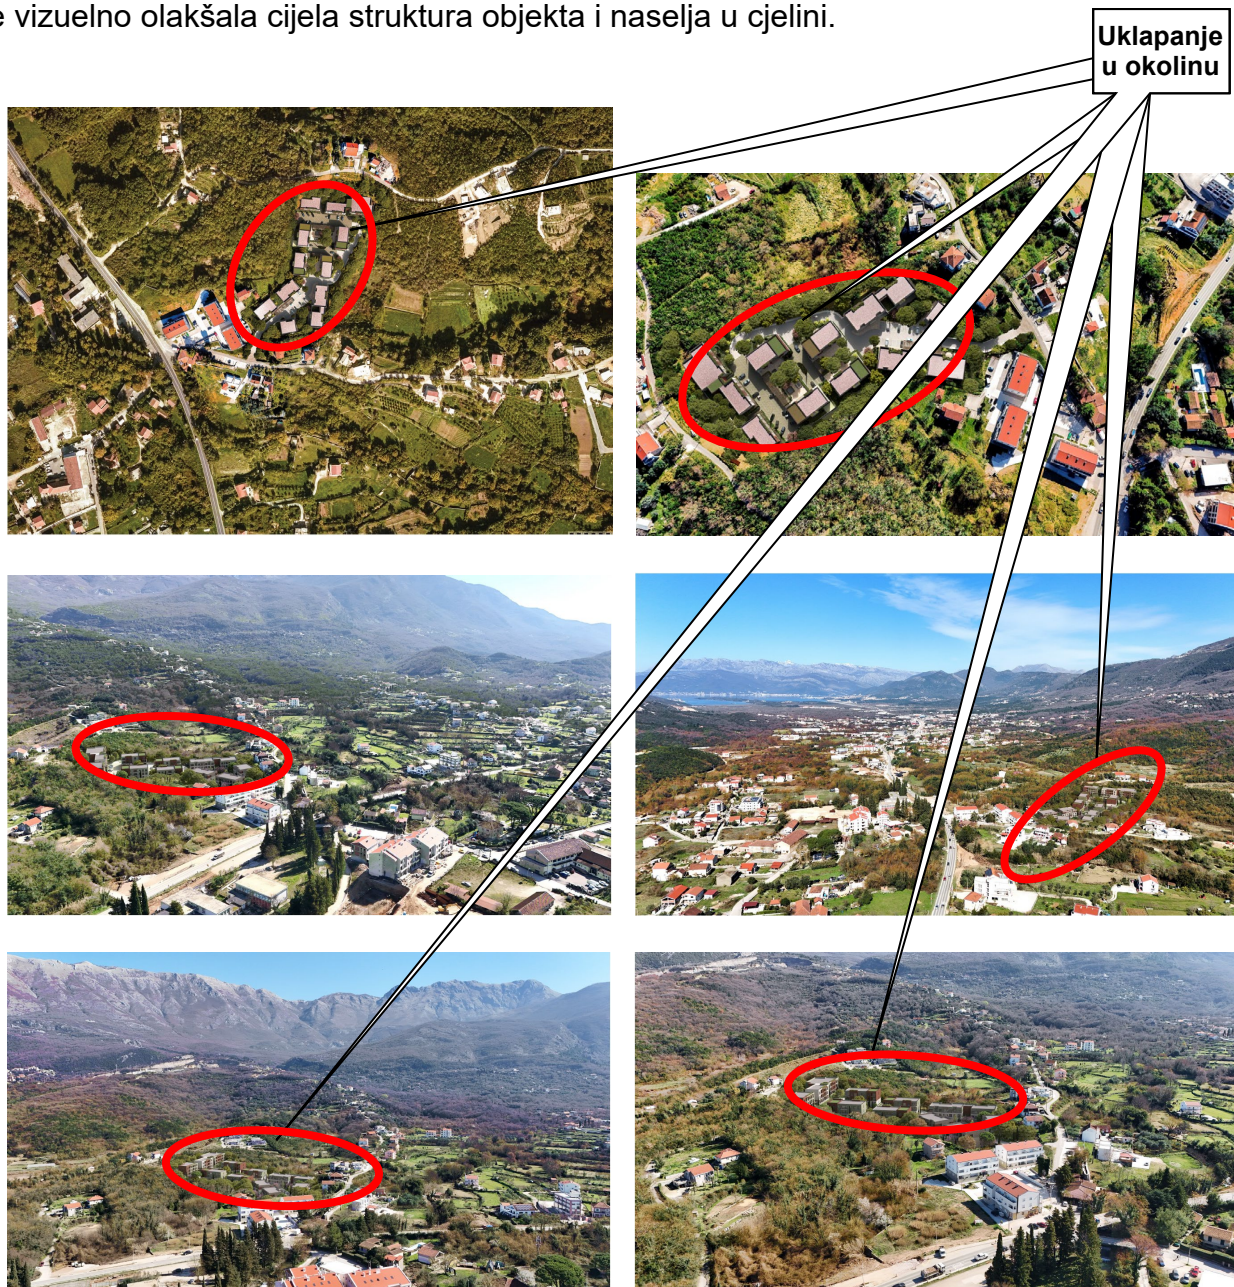 vizuelno olakšala cijela struktura objekta i naselja u cjelini.
Uklapanje
u okolinu